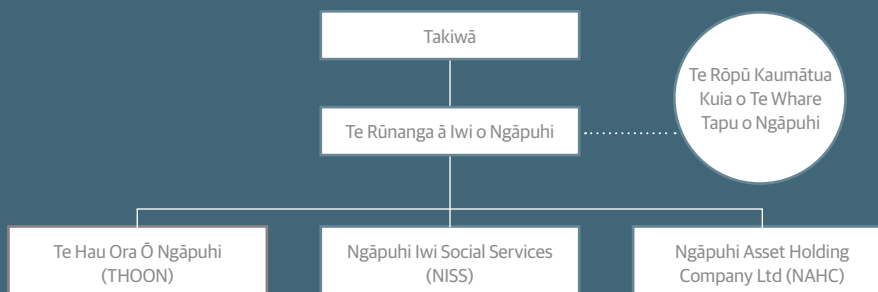 Takiwā
Te Rōpū Kaumātua
Kuia o Te Whare
Tapu o Ngāpuhi
Te Rūnanga ā Iwi o Ngāpuhi
Te Hau Ora Ō Ngāpuhi
(THOON)
Ngāpuhi Iwi Social Services
(NISS)
Ngāpuhi Asset Holding
Company Ltd (NAHC)